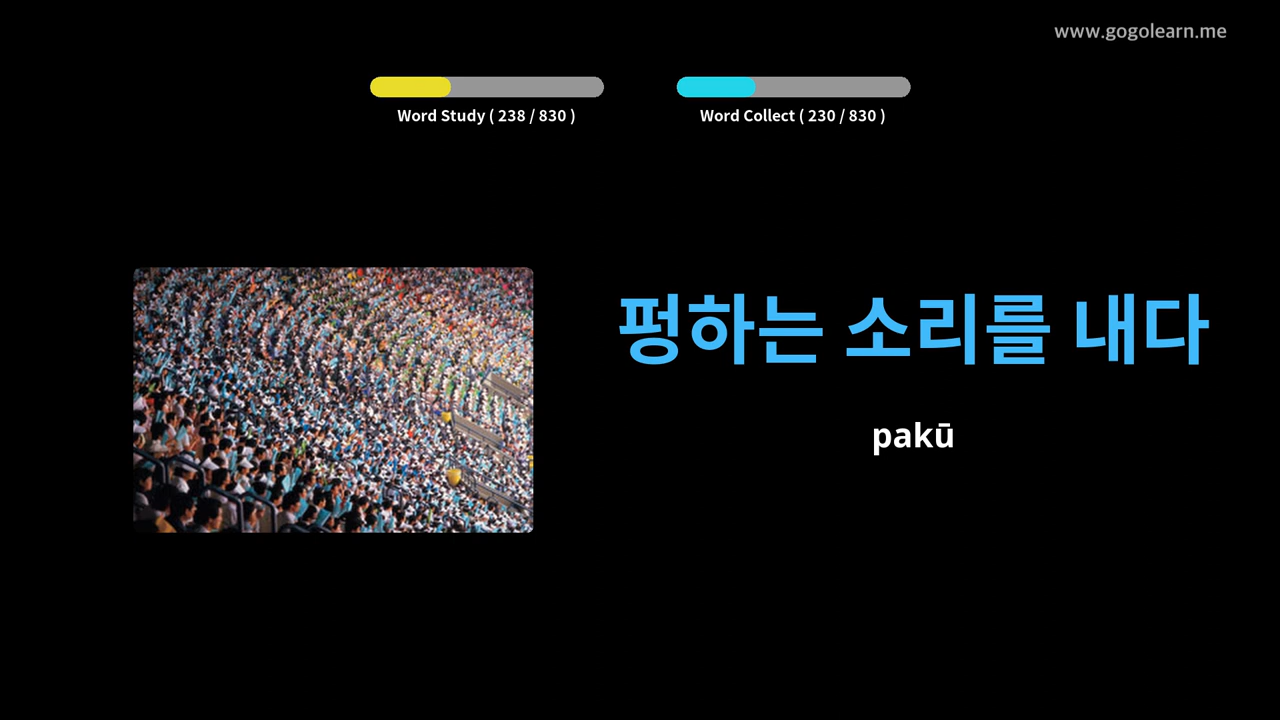 www.gogolearn.me
Word Study ( 238 / 830 )
Word Collect ( 230 / 830 )
펑하는 소리를 내다
pakū